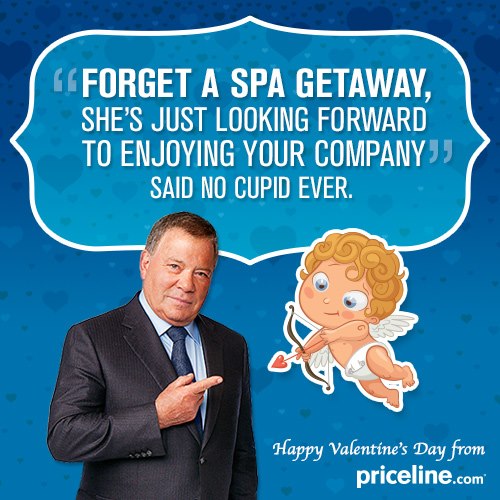 “FORGET A SPA GETAWAY,
SHE'S JUST LOOKING FORWARD
TO ENJOYING YOUR COMPANY”
SAID NO CUPID EVER.
Happy Valentine's Day from
priceline.com®